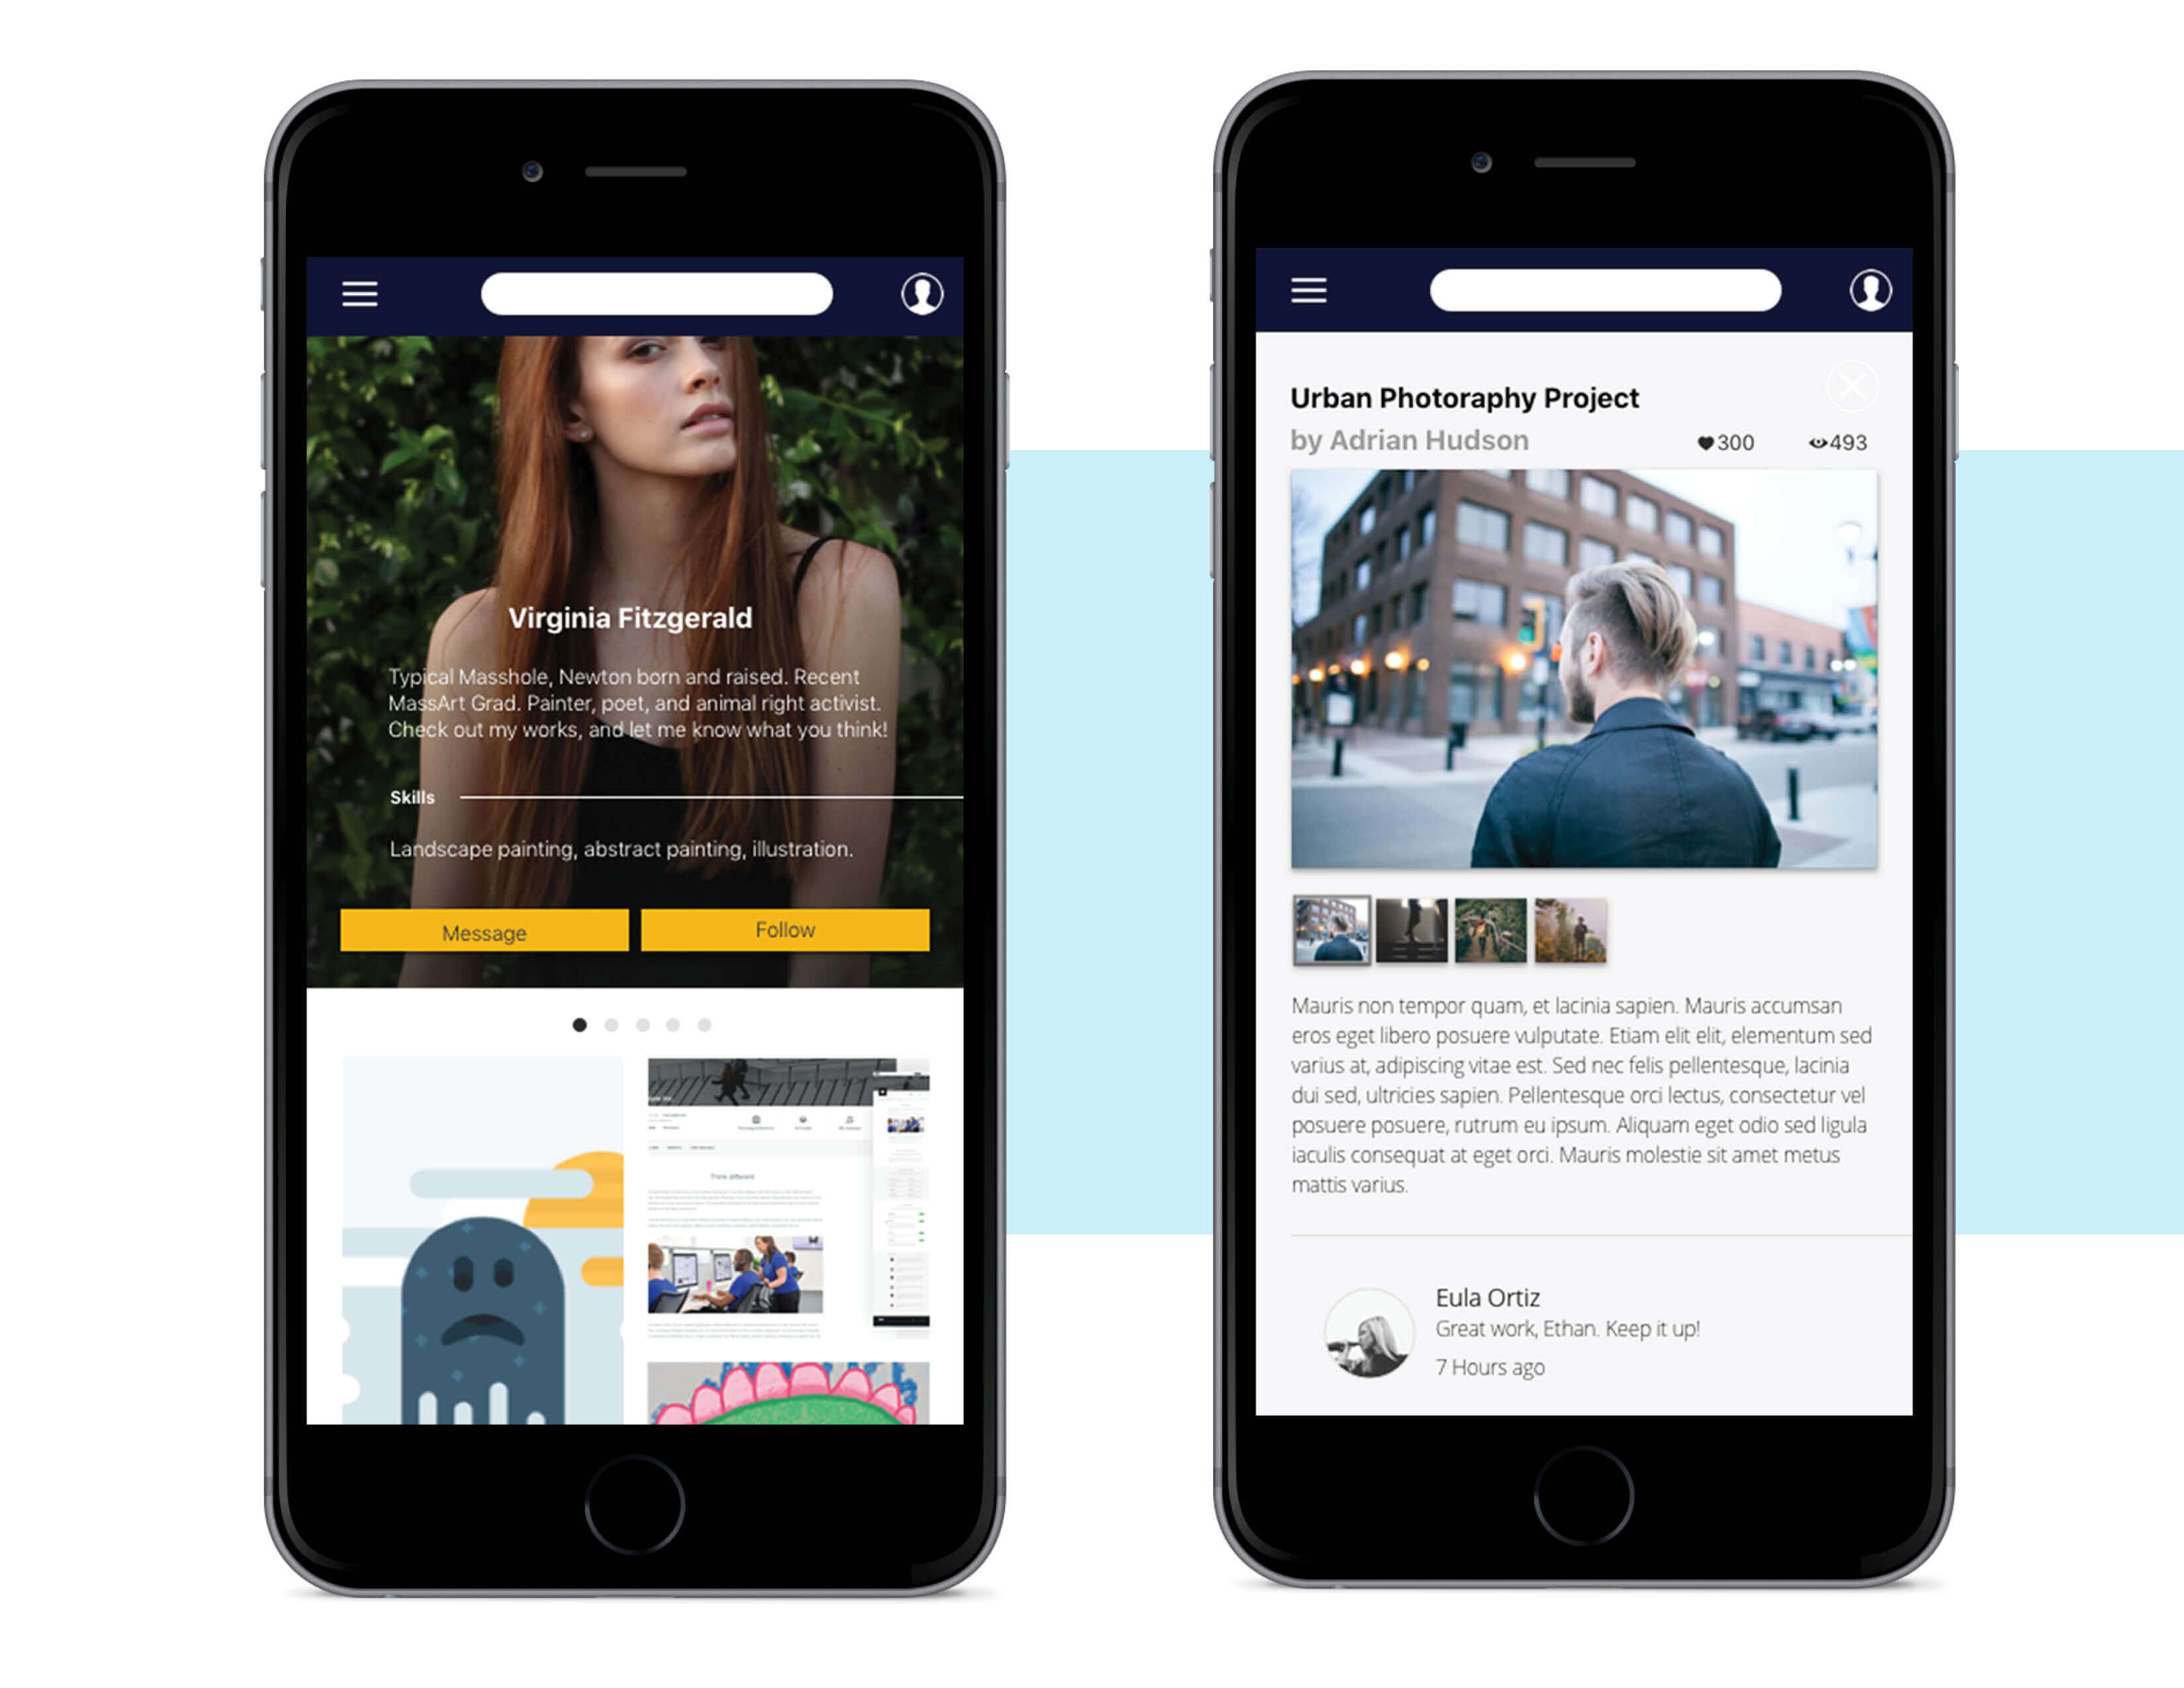 Virginia Fitzgerald
Typical Masshole, Newton born and raised. Recent
MassArt Grad. Painter, poet, and animal right activist.
Check out my works, and let me know what you think!
Skills
Landscape painting, abstract painting, illustration.
Message
Follow
Think different
Urban Photoraphy Project
by Adrian Hudson
300
493
Mauris non tempor quam, et lacinia sapien. Mauris accumsan
eros eget libero posuere vulputate. Etiam elit elit, elementum sed
varius at, adipiscing vitae est. Sed nec felis pellentesque, lacinia
dui sed, ultricies sapien. Pellentesque orci lectus, consectetur vel
posuere posuere, rutrum eu ipsum. Aliquam eget odio sed ligula
iaculis consequat at eget orci. Mauris molestie sit amet metus
mattis varius.
Eula Ortiz
Great work, Ethan. Keep it up!
7 Hours ago